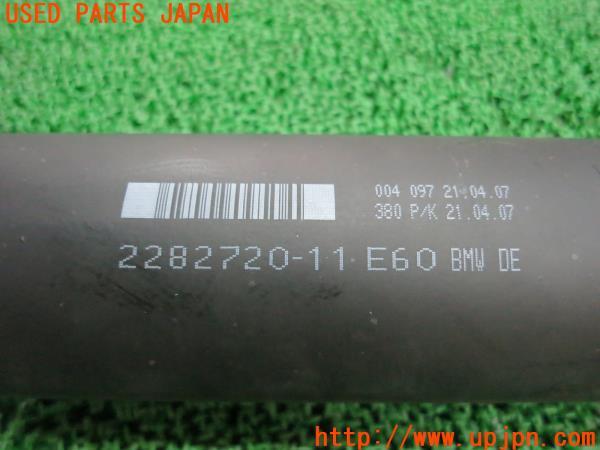 USED PARTS JAPAN
004 097 21.04.07
380 P/K 21.04.07
2282720-11 E60 BMW DE
http://www.upjpn.com